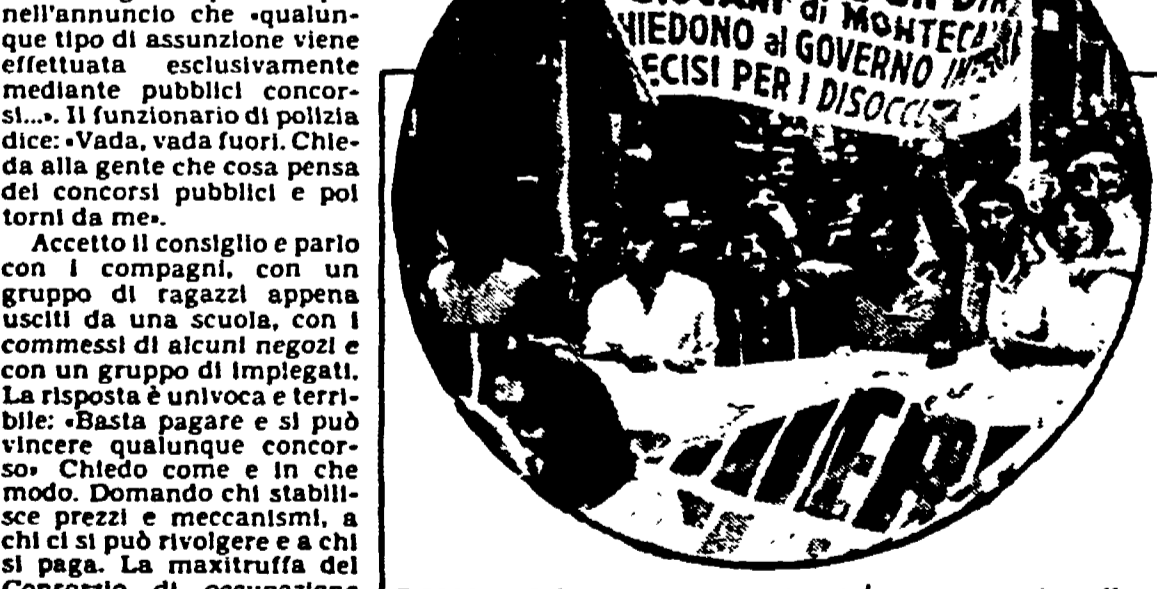 nell'annuncio che «qualun-
que tipo di assunzione viene
effettuata esclusivamente
mediante pubblici concor-
si...». Il funzionario di polizia
dice: «Vada, vada fuori. Chie-
da alla gente che cosa pensa
dei concorsi pubblici e poi
torni da me».
Accetto il consiglio e parlo
con i compagni, con un
gruppo di ragazzi appena
usciti da una scuola, con i
commessi di alcuni negozi e
con un gruppo di impiegati.
La risposta è univoca e terri-
bile: «Basta pagare e si può
vincere qualunque concor-
so» Chiedo come e in che
modo. Domando chi stabili-
sce prezzi e meccanismi, a
chi ci si può rivolgere e a chi
si paga. La maxitruffa del
di occupazione
di MONTECA
HIEDONO al GOVERNO
ECISI PER I DISOCC